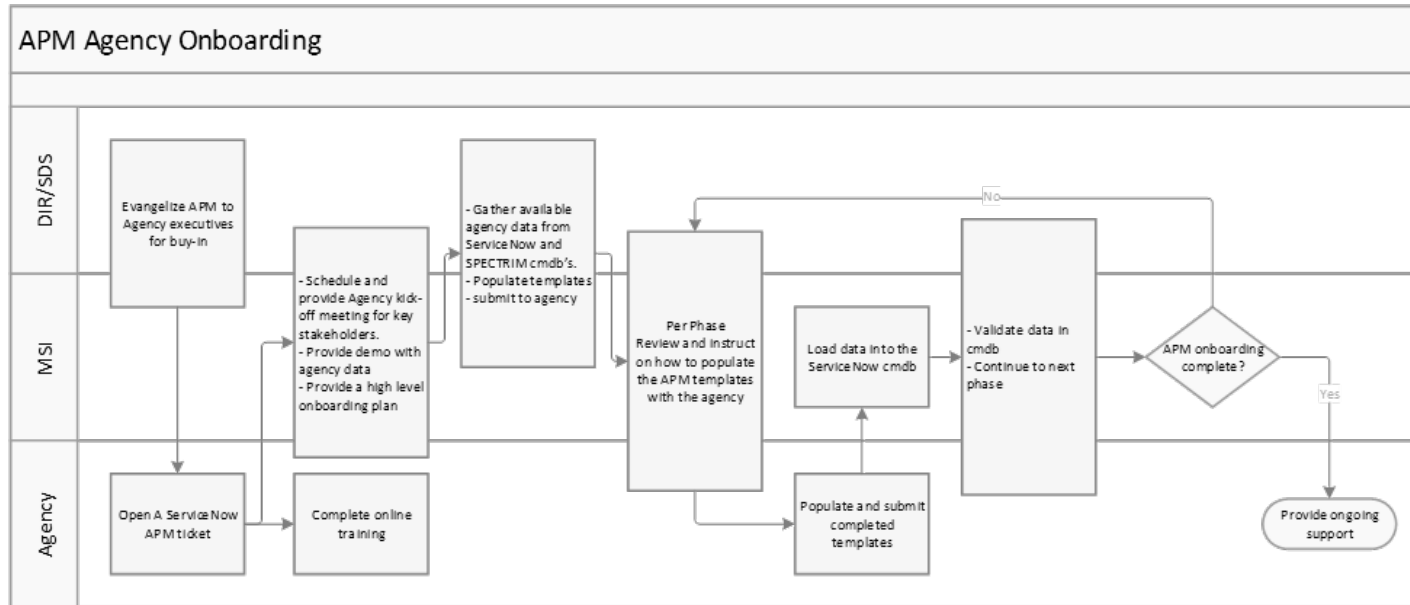 APM Agency Onboarding
DIR/SDS
MSI
Agency
Evangelize APM to
Agency executives
for buy-in
Open A ServiceNow
APM ticket
- Schedule and
provide Agency kick-
off meeting for key
stakeholders.
- Provide demo with
agency data
- Provide a high level
onboarding plan
Complete online
training
- Gather available
agency data from
ServiceNow and
SPECTRIM cmdb's.
- Populate templates
- submit to agency
Per Phase
Review and instruct
on how to populate
the APM templates
with the agency
Populate and submit
completed
templates
Load data into the
ServiceNow cmdb
- Validate data in
cmdb
- Continue to next
phase
APM onboarding
complete?
No
Yes
Provide ongoing
support